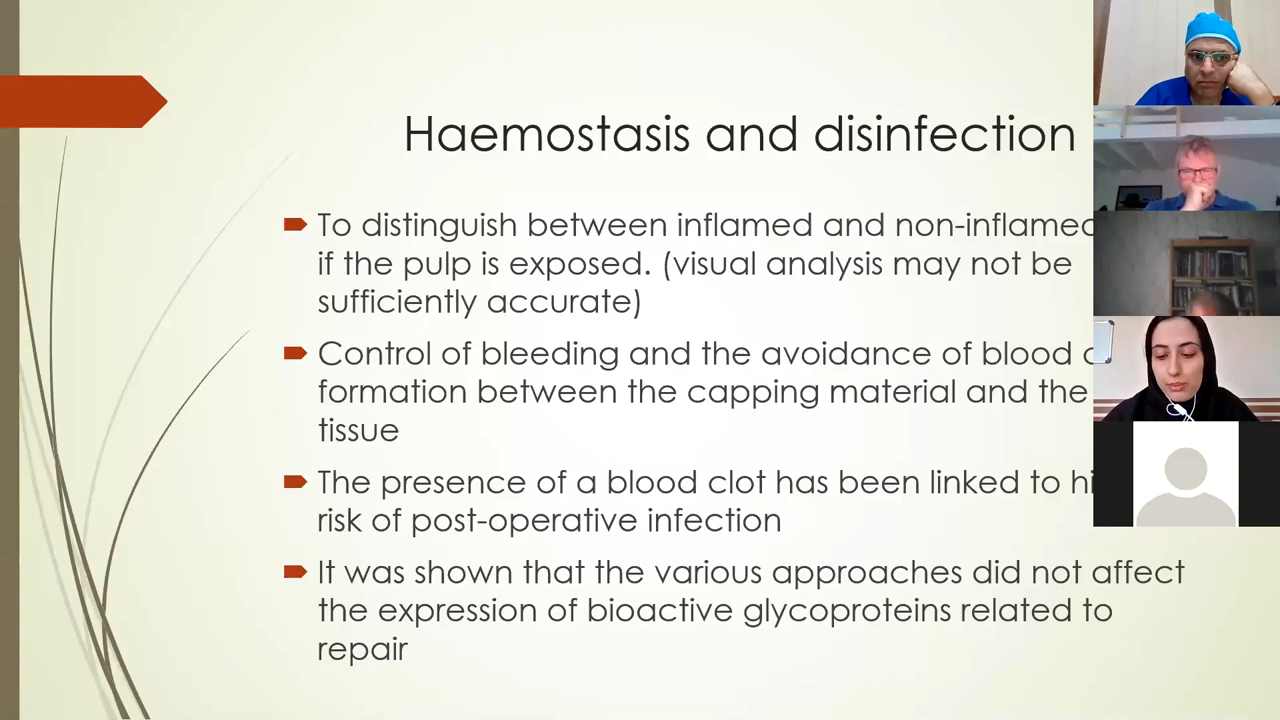 Haemostasis and disinfection
To distinguish between inflamed and non-inflamed
if the pulp is exposed. (visual analysis may not be
sufficiently accurate)
Control of bleeding and the avoidance of blood
formation between the capping material and the
tissue
The presence of a blood clot has been linked to
risk of post-operative infection
It was shown that the various approaches did not affect
the expression of bioactive glycoproteins related to
repair